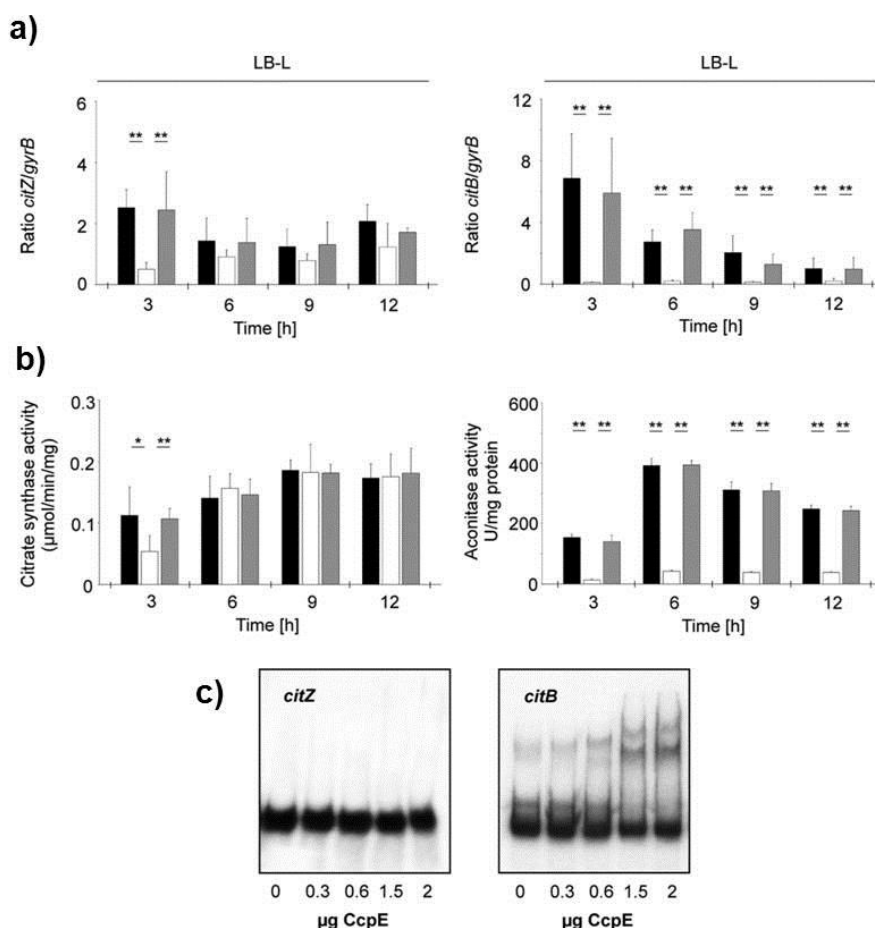 a)
LB-L
Ratio citZ/gyrB
6
4
2
0
** **
3 6 9 12
Time [h]
LB-L
Ratio citB/gyrB
12
9
6
3
0
** ** ** ** ** ** ** **
3 6 9 12
Time [h]
b)
Citrate synthase activity
(µmol/min/mg)
0.3
0.2
0.1
0
* **
3 6 9 12
Time [h]
Aconitase activity
U/mg protein
600
400
200
0
** ** ** ** ** ** ** **
3 6 9 12
Time [h]
c)
citZ
0 0.3 0.6 1.5 2
µg CcpE
citB
0 0.3 0.6 1.5 2
µg CcpE